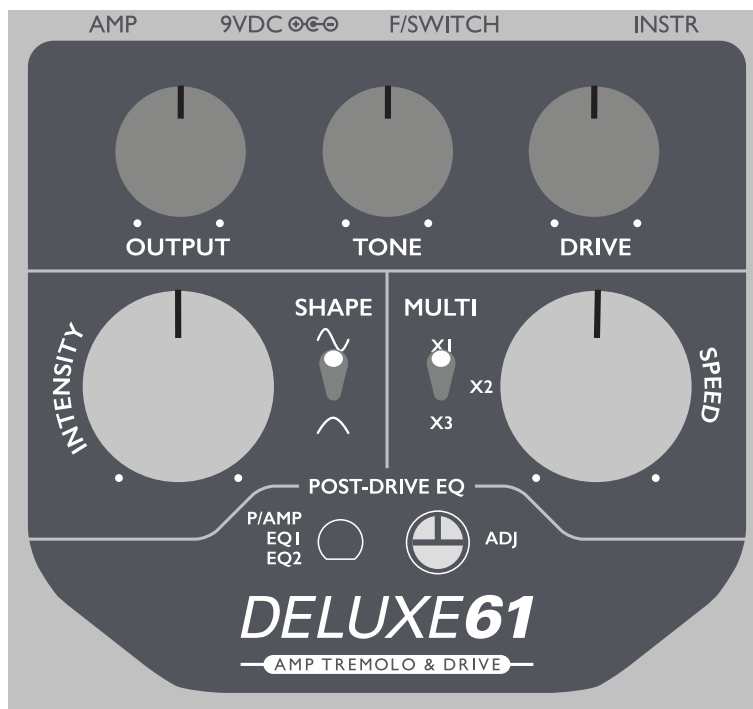 AMP 9VDC F/SWITCH INSTR
OUTPUT TONE DRIVE
INTENSITY
SHAPE MULTI
X1
X2
X3
SPEED
POST-DRIVE EQ
P/AMP
EQ1
EQ2
ADJ
DELUXE61
AMP TREMOLO & DRIVE